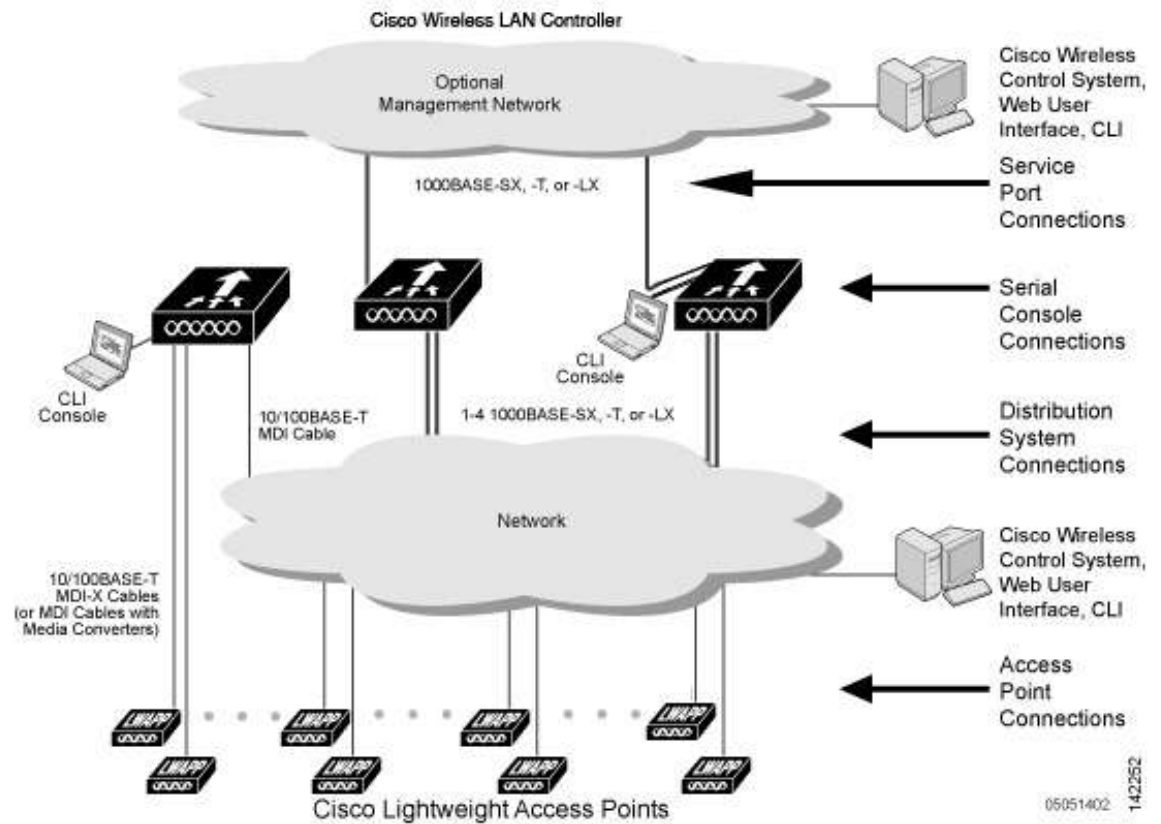 Cisco Wireless LAN Controller
Optional
Management Network
Cisco Wireless
Control System,
Web User
Interface, CLI
1000BASE-SX, -T, or -LX
Service
Port
Connections
Serial
Console
Connections
CLI
Console
CLI
Console
10/100BASE-T
MDI Cable
1-4 1000BASE-SX, -T, or -LX
Distribution
System
Connections
Network
Cisco Wireless
Control System,
Web User
Interface, CLI
10/100BASE-T
MDI-X Cables
(or MDI Cables with
Media Converters)
Access
Point
Connections
LWAPP
LWAPP
LWAPP
LWAPP
LWAPP
LWAPP
LWAPP
LWAPP
Cisco Lightweight Access Points
05051402
142252